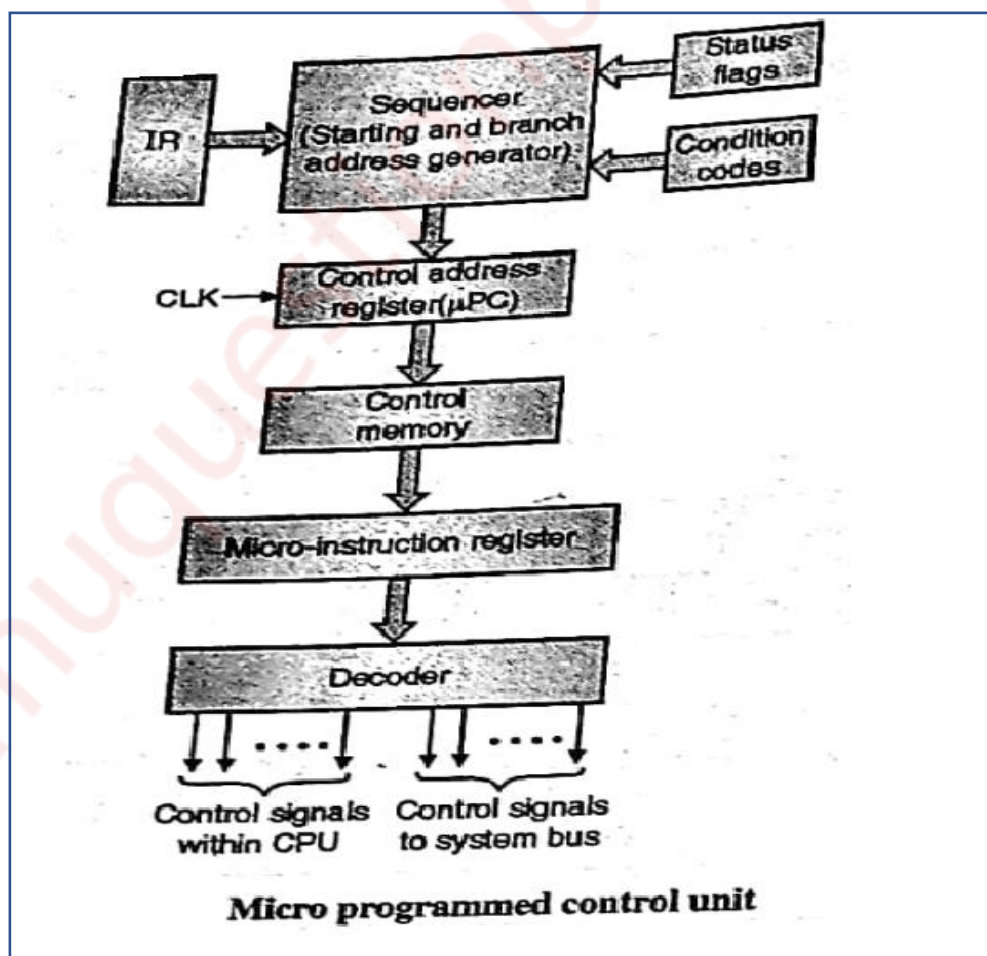 Status
flags
Sequencer
(Starting and branch
address generator)
IR
Condition
codes
Control address
register(μPC)
CLK
Control
memory
Micro-instruction register
Decoder
Control signals
within CPU
Control signals
to system bus
Micro programmed control unit